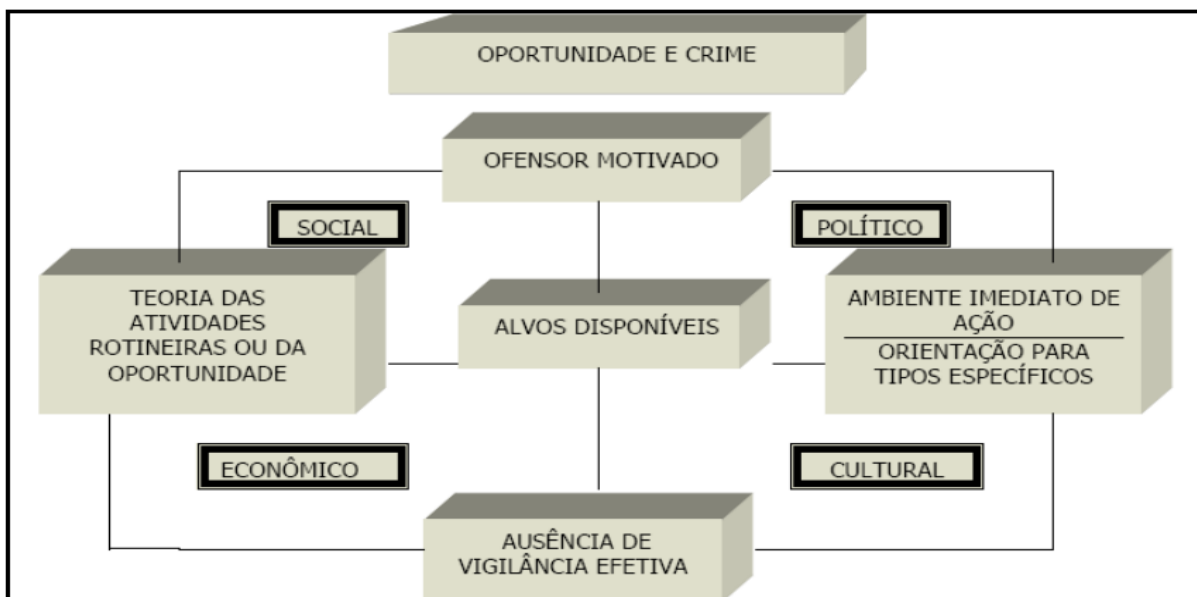 OPORTUNIDADE E CRIME
OFENSOR MOTIVADO
SOCIAL
POLÍTICO
TEORIA DAS
ATIVIDADES
ROTINEIRAS OU DA
OPORTUNIDADE
ALVOS DISPONÍVEIS
AMBIENTE IMEDIATO DE
AÇÃO
ORIENTAÇÃO PARA
TIPOS ESPECÍFICOS
ECONÔMICO
CULTURAL
AUSÊNCIA DE
VIGILÂNCIA EFETIVA